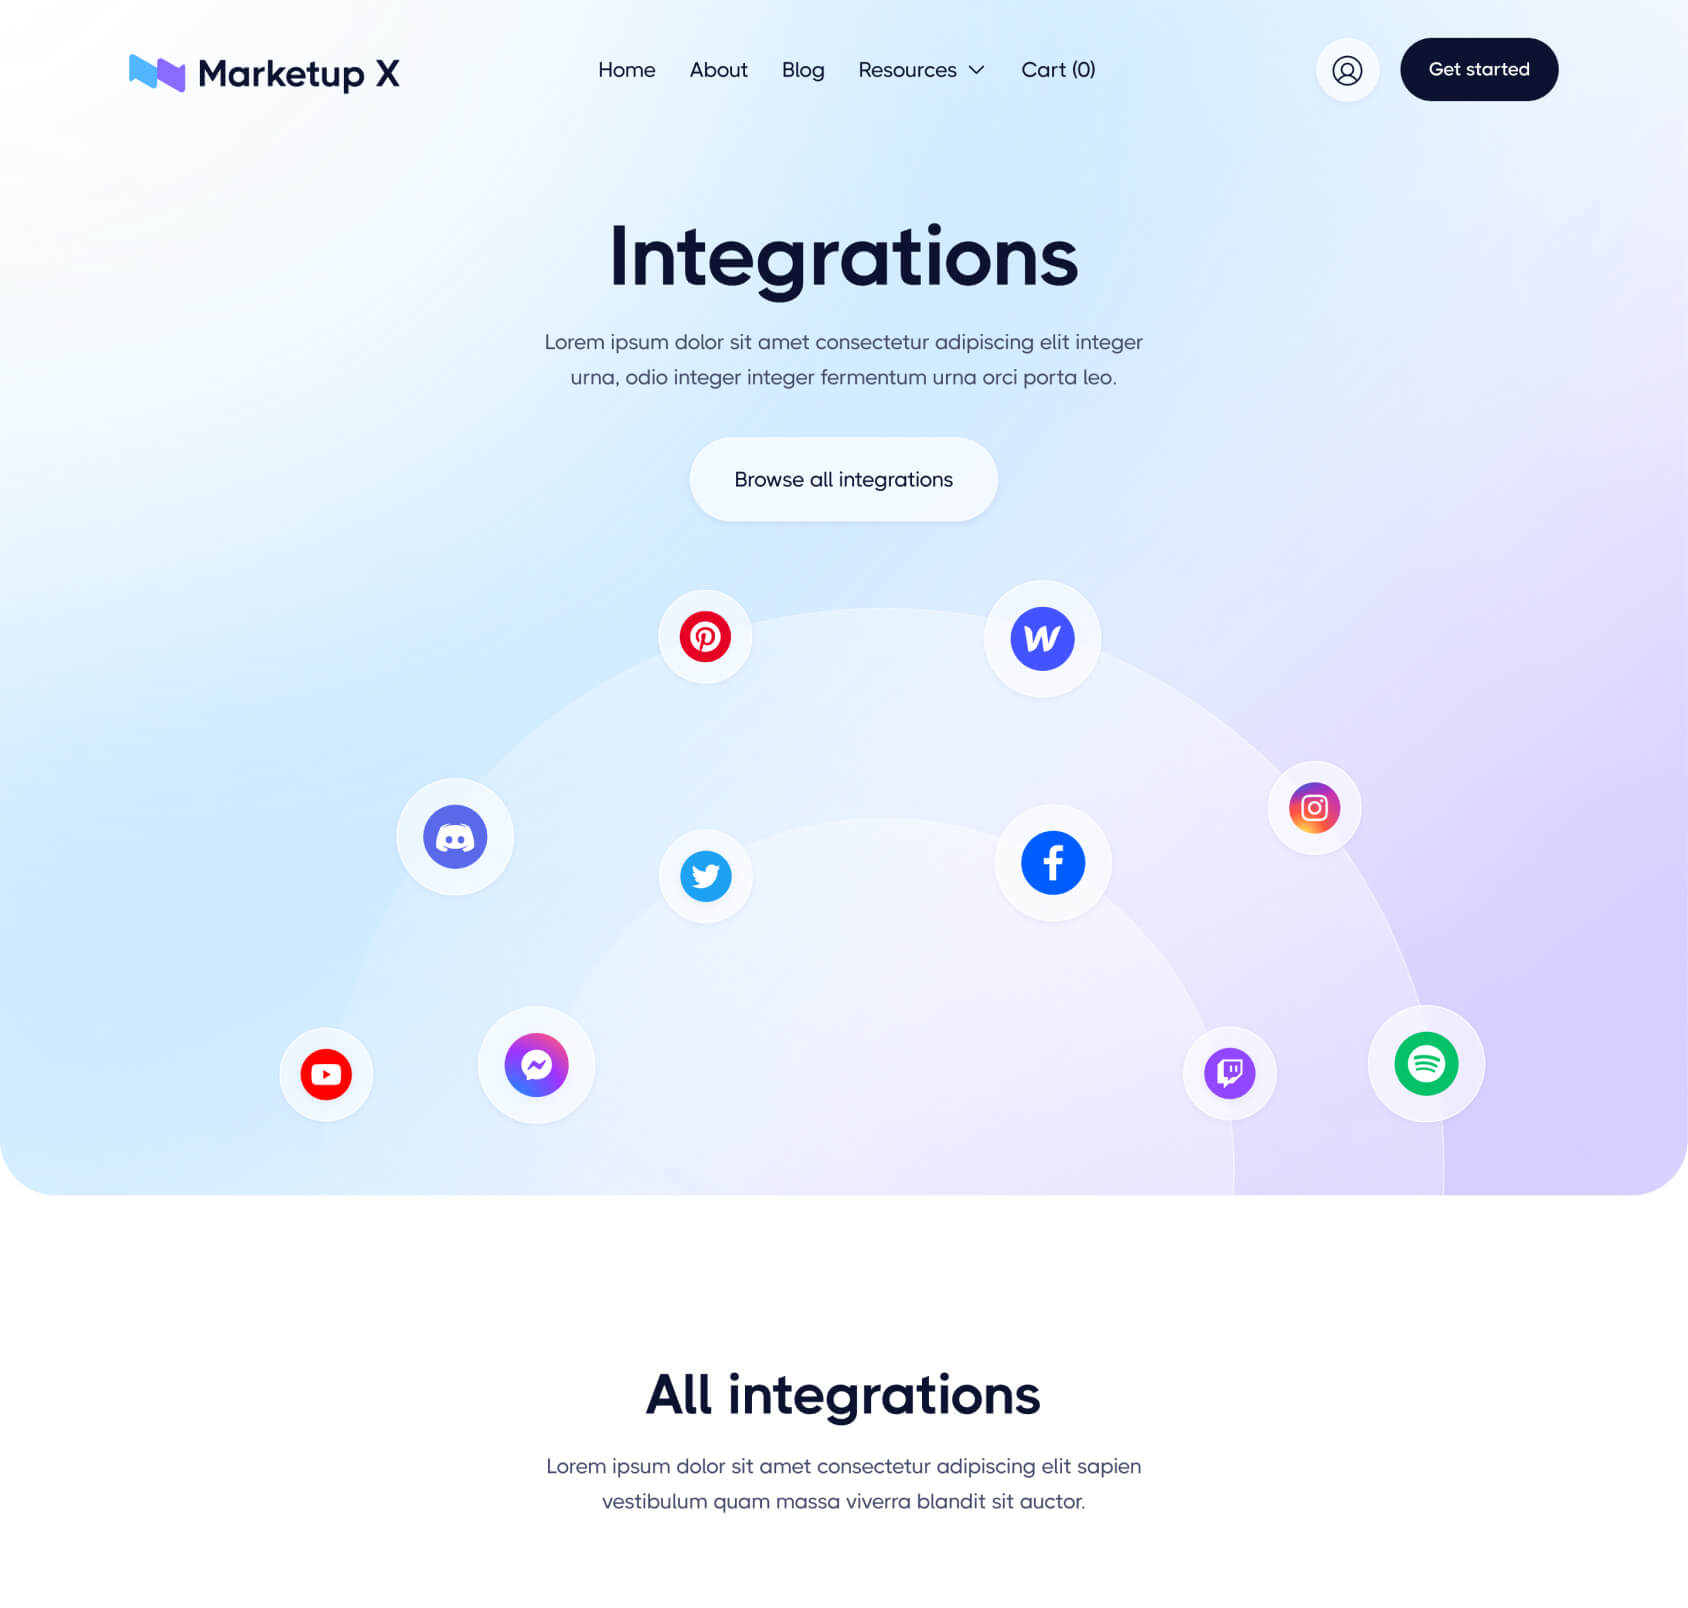 Marketup X
Home
About
Blog
Resources
Cart (0)
Get started
Integrations
Lorem ipsum dolor sit amet consectetur adipiscing elit integer
urna, odio integer integer fermentum urna orci porta leo.
Browse all integrations
All integrations
Lorem ipsum dolor sit amet consectetur adipiscing elit sapien
vestibulum quam massa viverra blandit sit auctor.